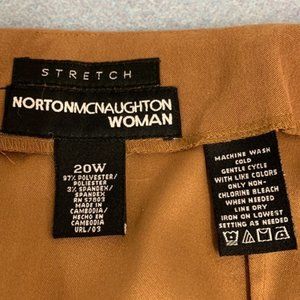 STRETCH
NORTONMCNAUGHTON
WOMAN
20W
97% POLYESTER/
POLIESTER
3% SPANDEX/
SPANDEX
RN 57803
MADE IN
CAMBODIA/
HECHO EN
CAMBODIA
URL/03
MACHINE WASH
COLD
GENTLE CYCLE
WITH LIKE COLORS
ONLY NON-
CHLORINE BLEACH
WHEN NEEDED
LINE DRY
IRON ON LOWEST
SETTING AS NEEDED